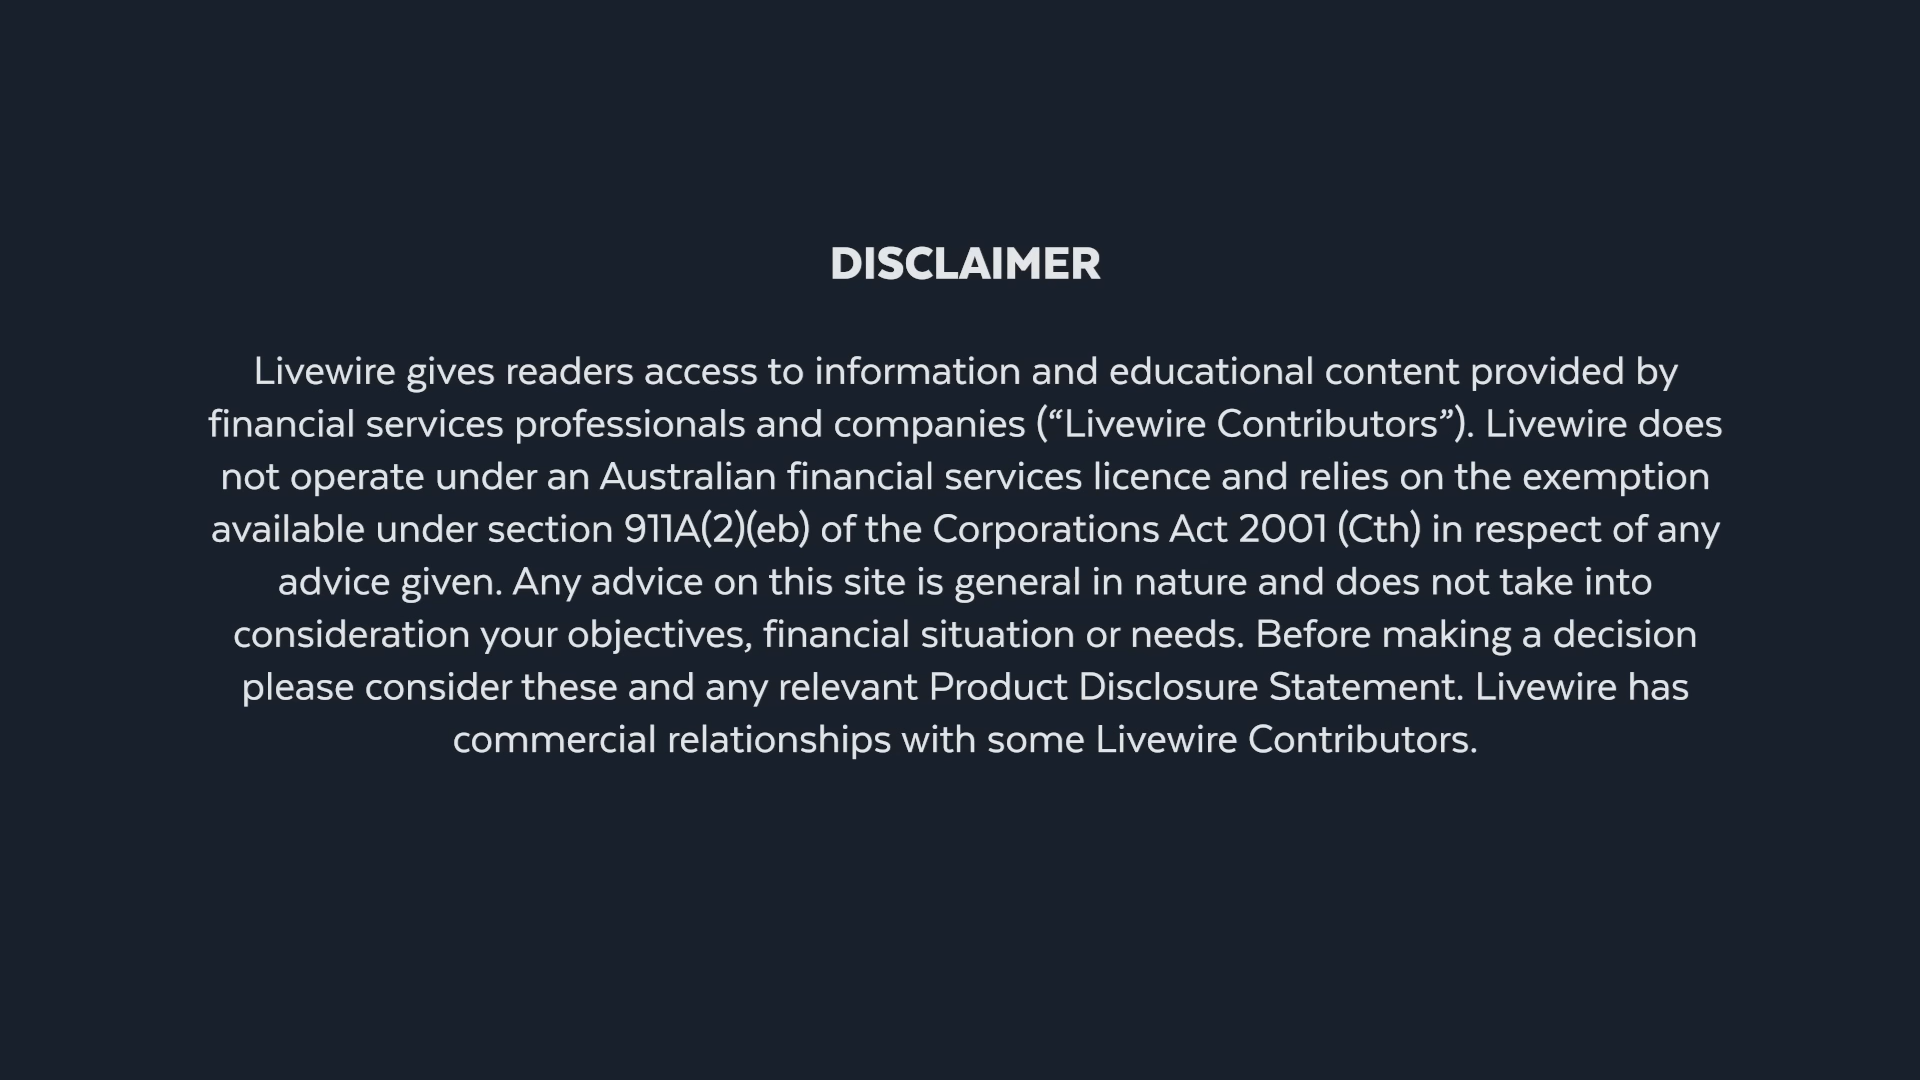 DISCLAIMER
Livewire gives readers access to information and educational content provided by
financial services professionals and companies (“Livewire Contributors”). Livewire does
not operate under an Australian financial services licence and relies on the exemption
available under section 911A(2)(eb) of the Corporations Act 2001 (Cth) in respect of any
advice given. Any advice on this site is general in nature and does not take into
consideration your objectives, financial situation or needs. Before making a decision
please consider these and any relevant Product Disclosure Statement. Livewire has
commercial relationships with some Livewire Contributors.